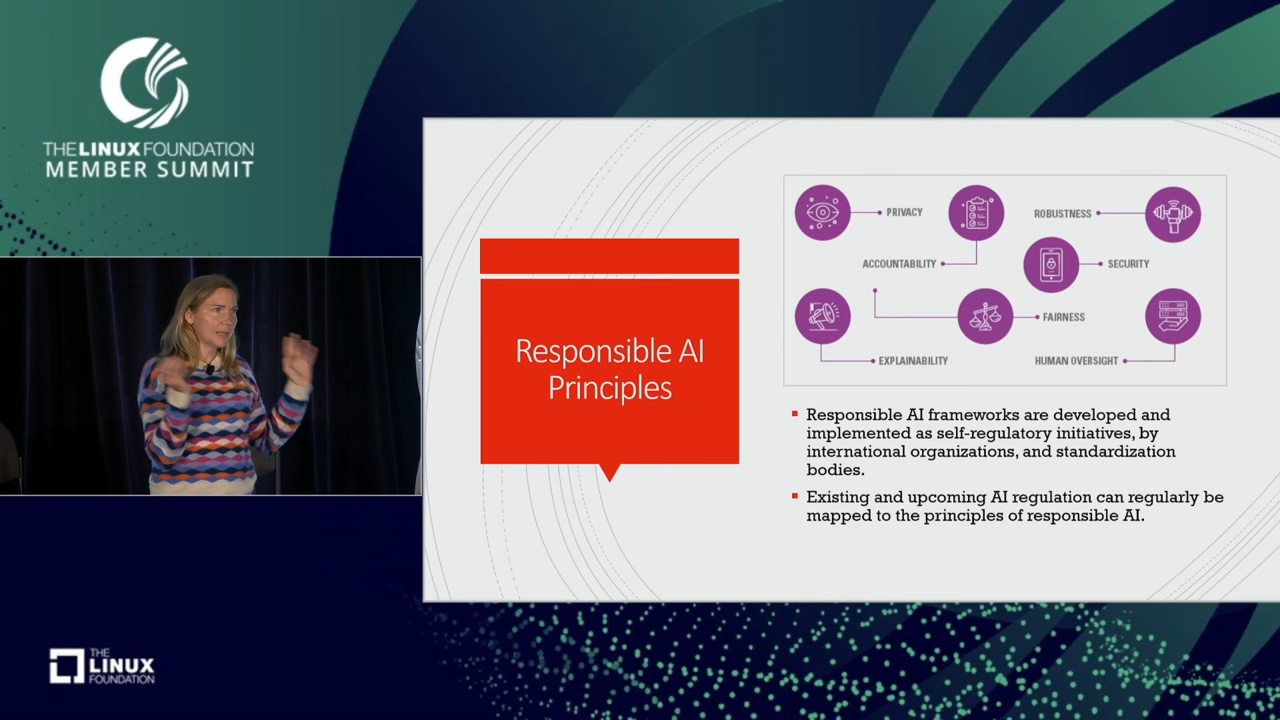 THE LINUX FOUNDATION
MEMBER SUMMIT
Responsible AI
Principles
PRIVACY
ROBUSTNESS
ACCOUNTABILITY
SECURITY
FAIRNESS
EXPLAINABILITY
HUMAN OVERSIGHT
Responsible AI frameworks are developed and
implemented as self-regulatory initiatives, by
international organizations, and standardization
bodies.
Existing and upcoming AI regulation can regularly be
mapped to the principles of responsible AI.
THE
LINUX
FOUNDATION